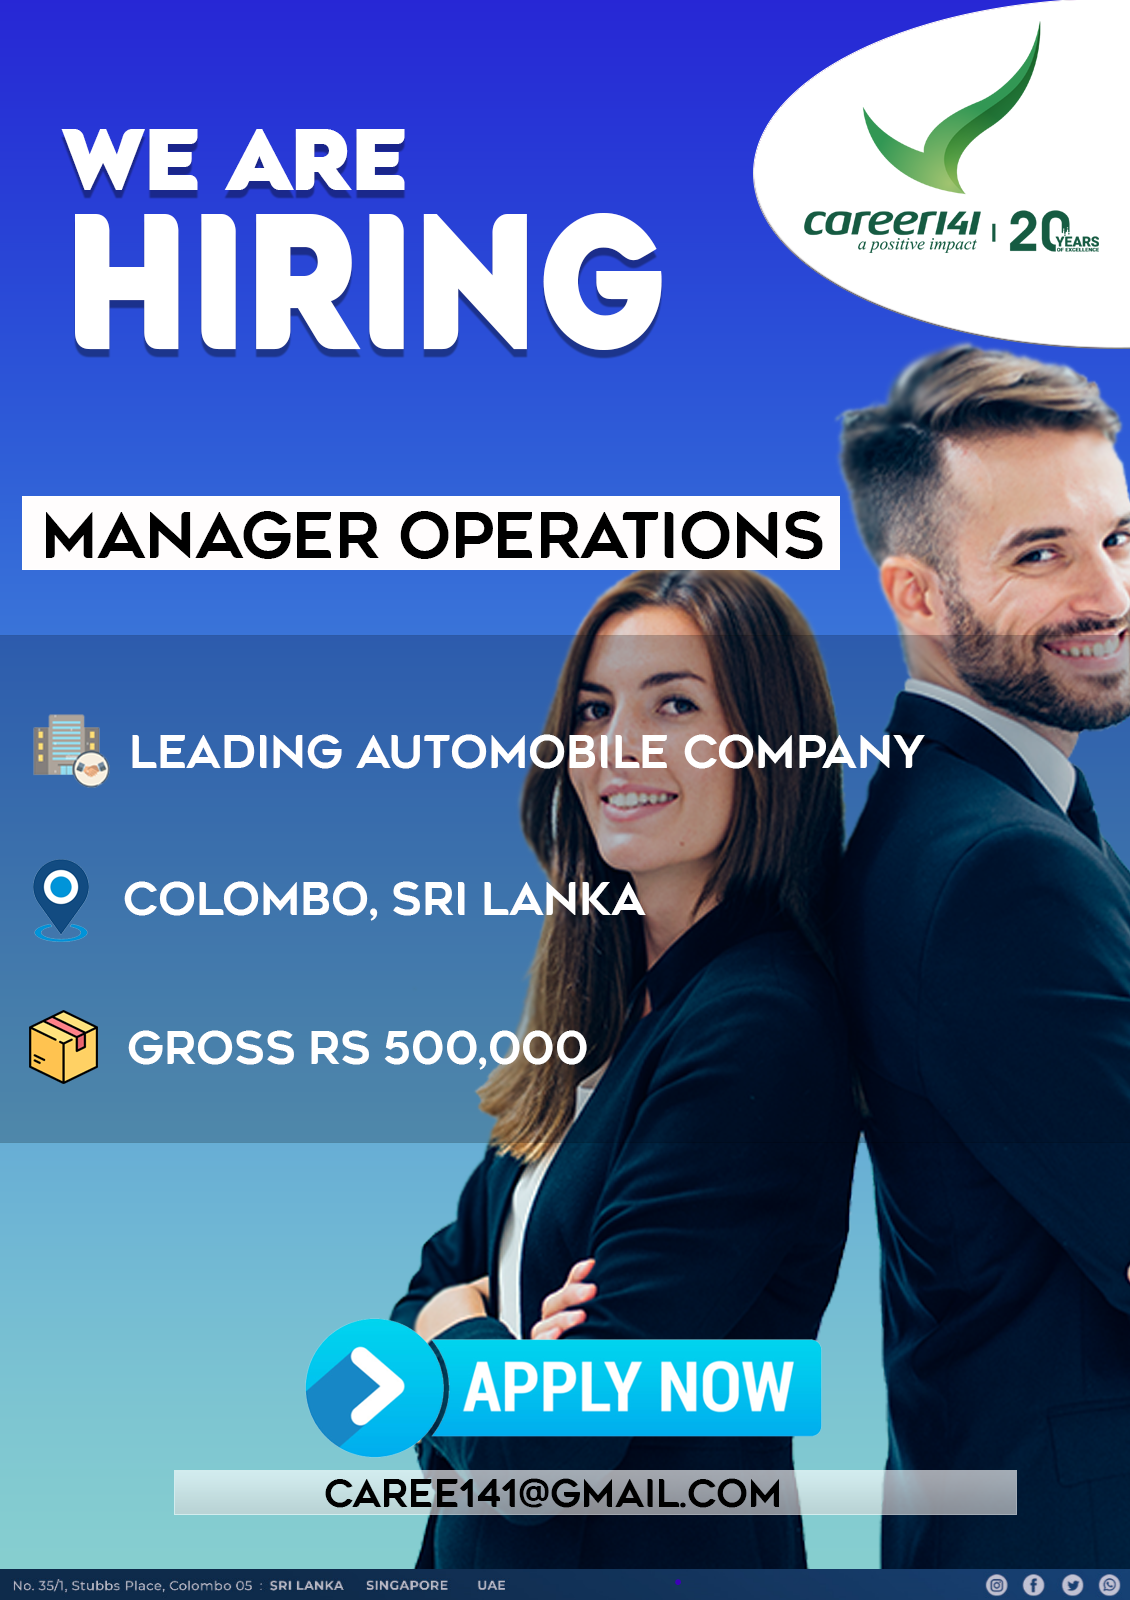 career141
a positive impact
20 YEARS
OF EXCELLENCE
WE ARE
HIRING
MANAGER OPERATIONS
LEADING AUTOMOBILE COMPANY
COLOMBO, SRI LANKA
GROSS RS 500,000
APPLY NOW
CAREE141@GMAIL.COM
No. 35/1, Stubbs Place, Colombo 05 : SRI LANKA SINGAPORE UAE